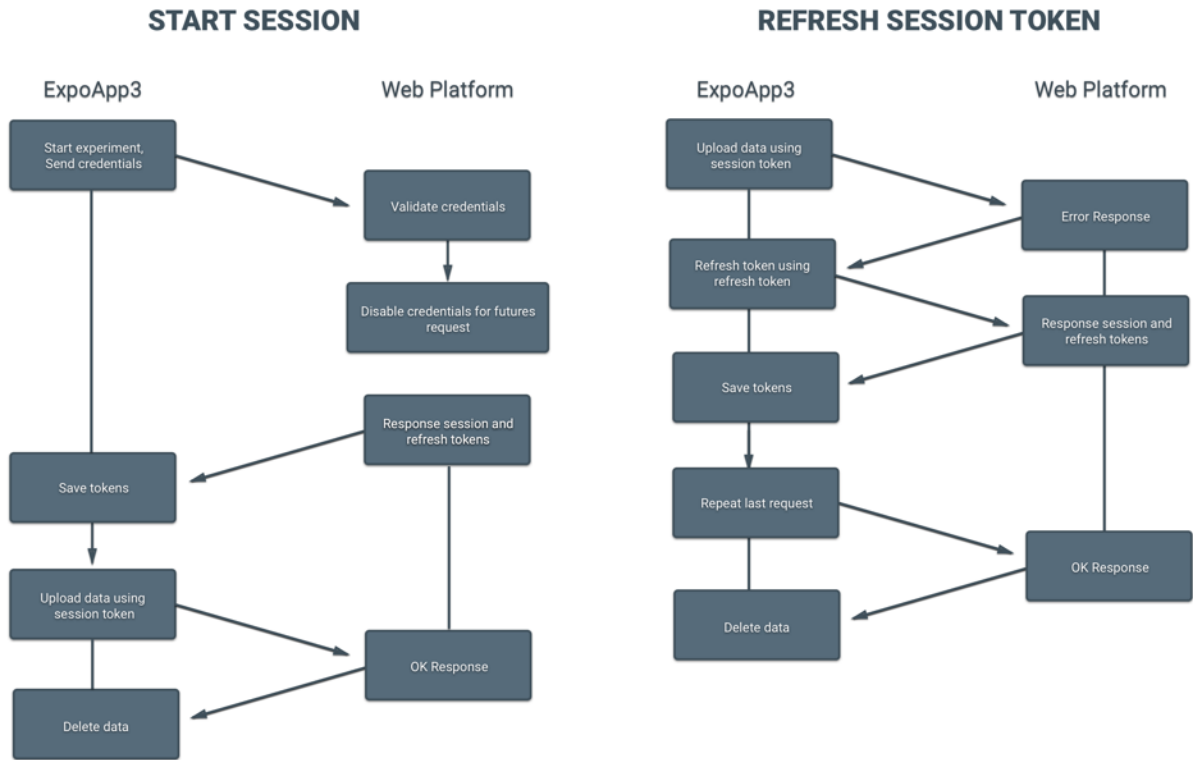 START SESSION
ExpoApp3
Web Platform
Start experiment,
Send credentials
Validate credentials
Disable credentials for futures
request
Response session and
refresh tokens
Save tokens
Upload data using
session token
OK Response
Delete data
REFRESH SESSION TOKEN
ExpoApp3
Web Platform
Upload data using
session token
Error Response
Refresh token using
refresh token
Response session and
refresh tokens
Save tokens
Repeat last request
OK Response
Delete data